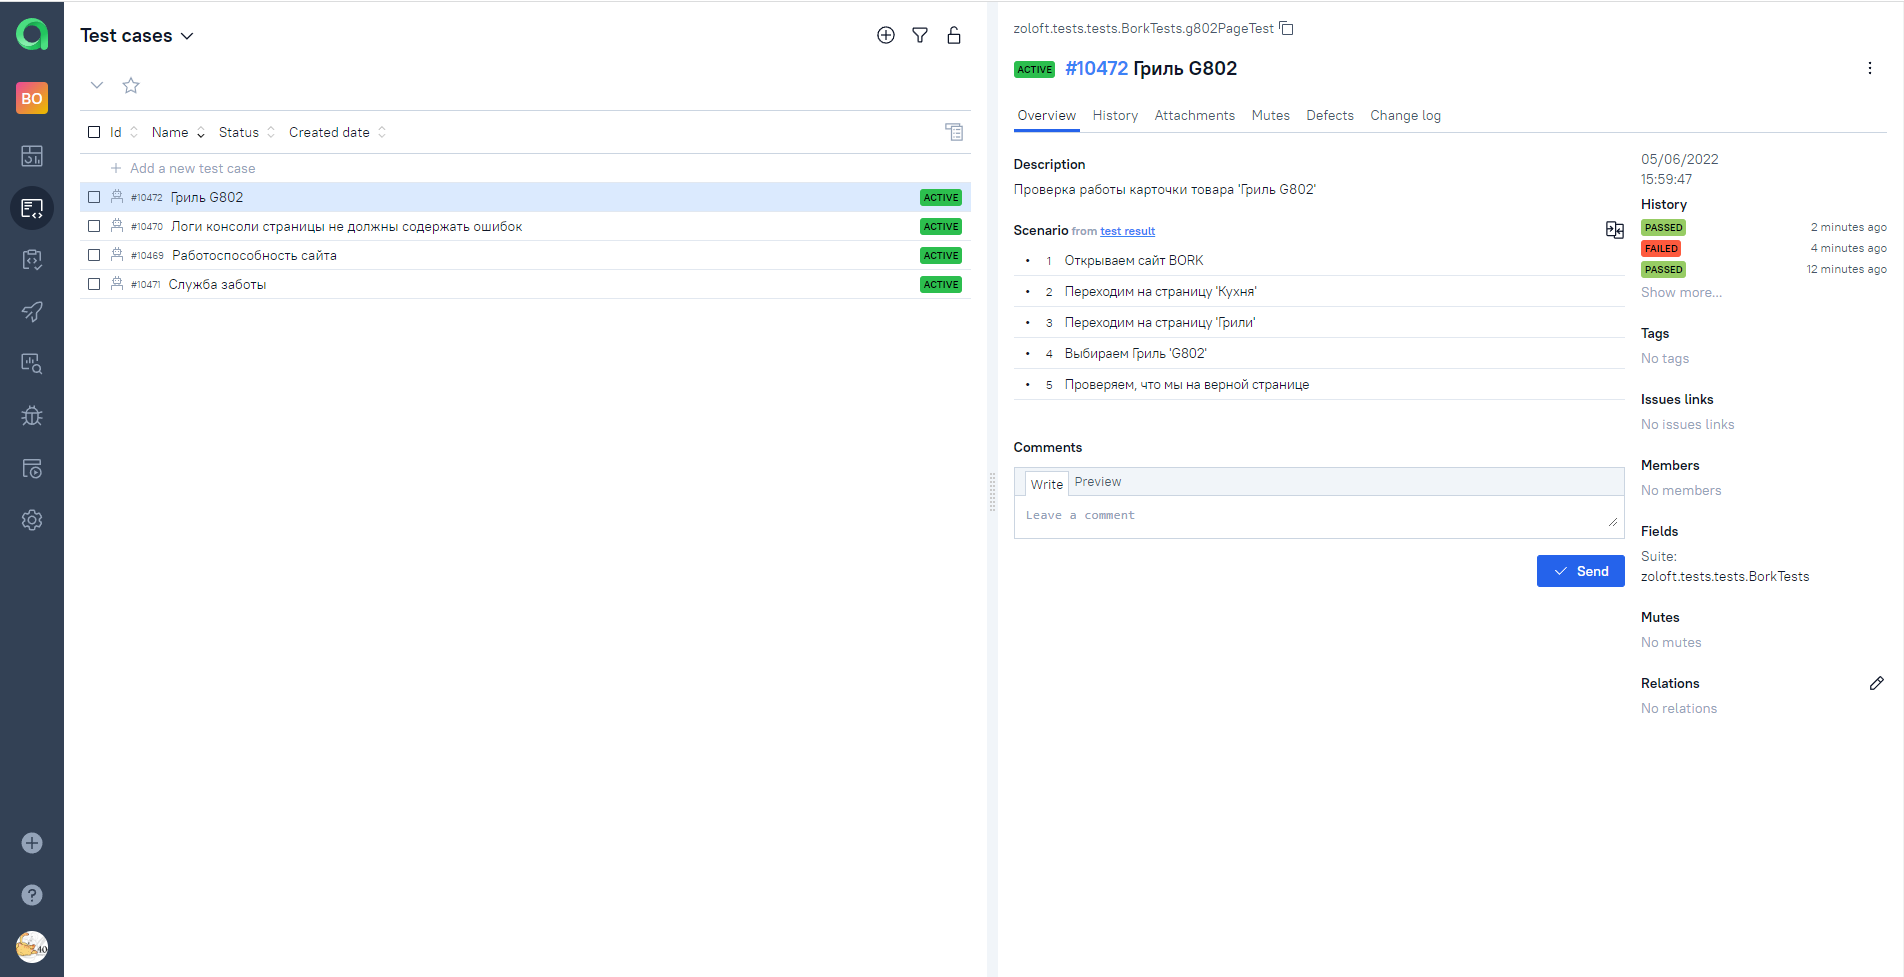 BO
Test cases
Id Name Status Created date
Add a new test case
#10472 Гриль G802 ACTIVE
#10470 Логи консоли страницы не должны содержать ошибок ACTIVE
#10469 Работоспособность сайта ACTIVE
#10471 Служба заботы ACTIVE
zoloft.tests.tests.BorkTests.g802PageTest
ACTIVE #10472 Гриль G802
Overview History Attachments Mutes Defects Change log
Description
Проверка работы карточки товара 'Гриль G802'
Scenario from test result
• 1 Открываем сайт BORK
• 2 Переходим на страницу 'Кухня'
• 3 Переходим на страницу 'Грили'
• 4 Выбираем Гриль 'G802'
• 5 Проверяем, что мы на верной странице
Comments
Write Preview
Leave a comment
Send
05/06/2022
15:59:47
History
PASSED 2 minutes ago
FAILED 4 minutes ago
PASSED 12 minutes ago
Show more...
Tags
No tags
Issues links
No issues links
Members
No members
Fields
Suite:
zoloft.tests.tests.BorkTests
Mutes
No mutes
Relations
No relations